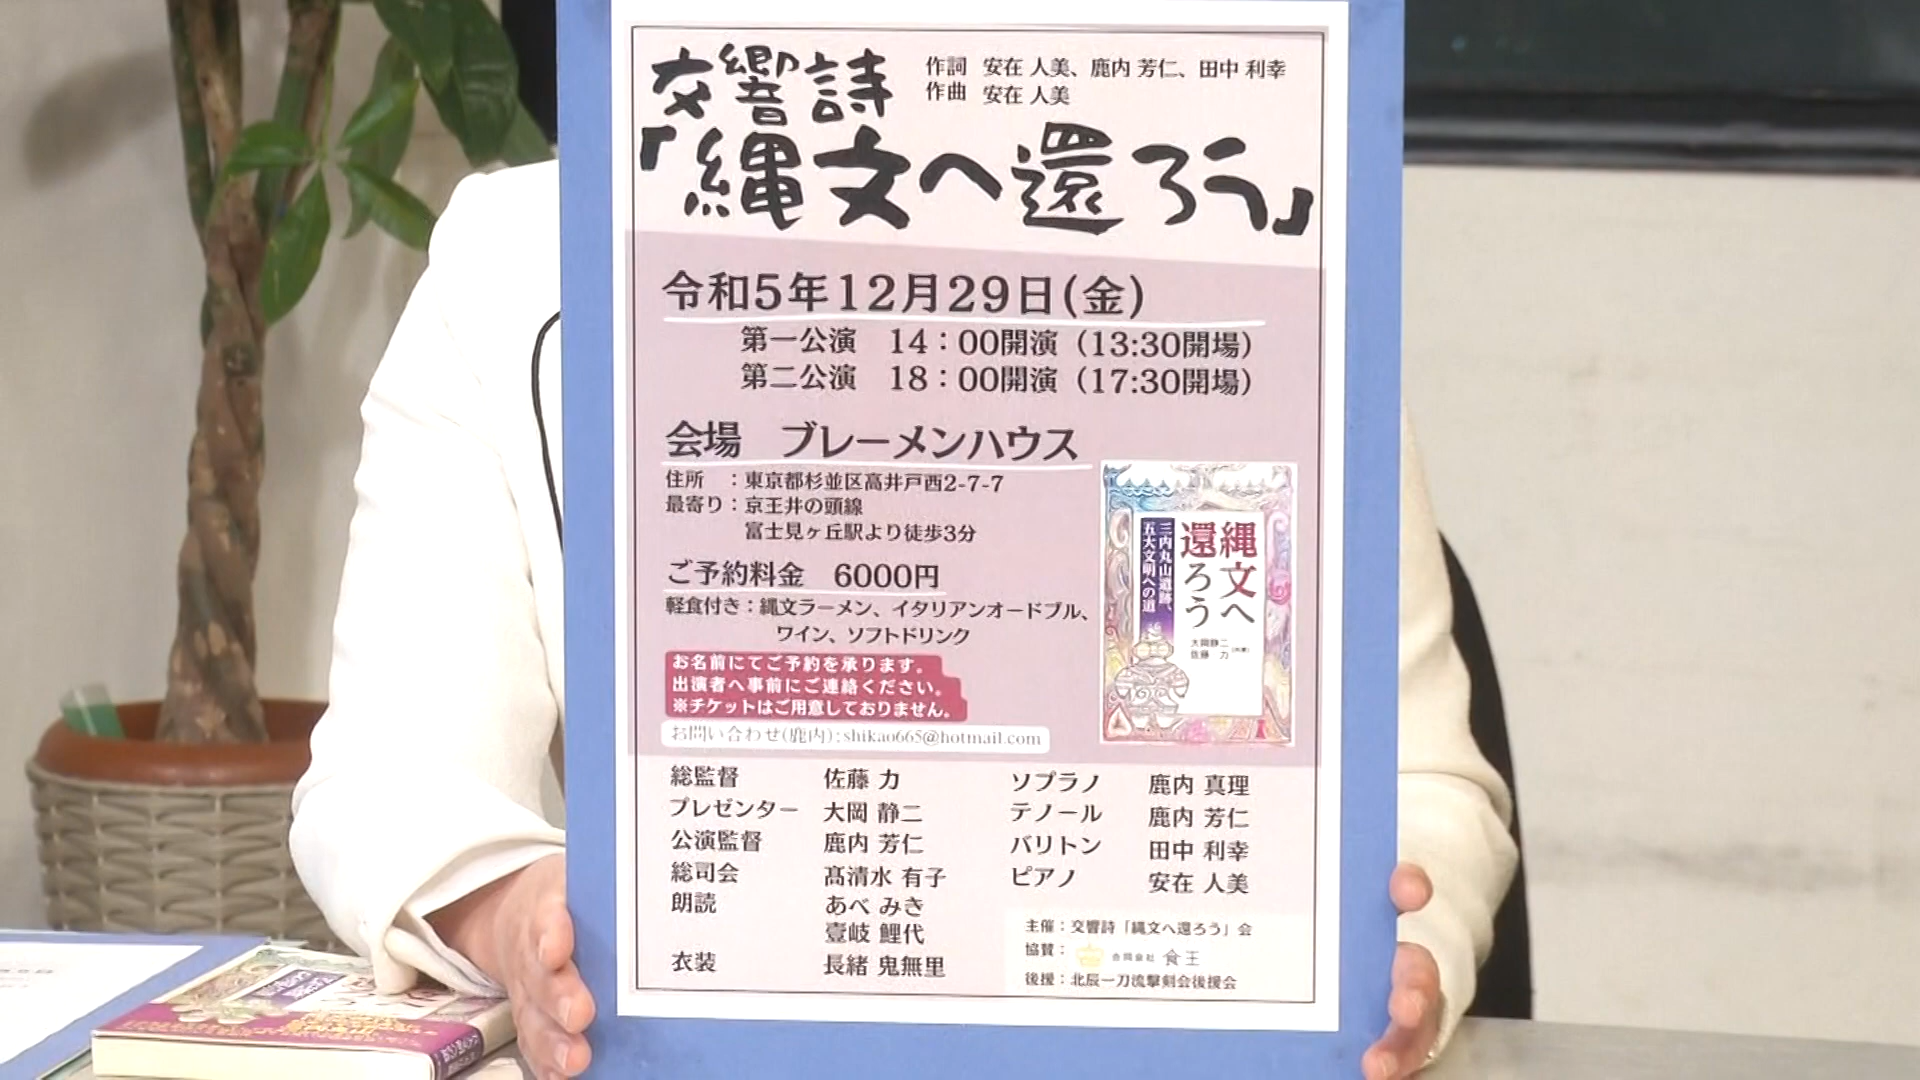 交響詩
作詞 安在 人美、鹿内 芳仁、田中 利幸
作曲 安在 人美
「縄文へ還ろう」
令和5年12月29日(金)
第一公演 14：00開演（13:30開場）
第二公演 18：00開演（17:30開場）
会場 ブレーメンハウス
住所 ：東京都杉並区高井戸西2-7-7
最寄り：京王井の頭線
富士見ヶ丘駅より徒歩3分
ご予約料金 6000円
軽食付き：縄文ラーメン、イタリアンオードブル、
ワイン、ソフトドリンク
お名前にてご予約を承ります。
出演者へ事前にご連絡ください。
※チケットはご用意しておりません。
お問い合わせ(鹿内):shikao665@hotmail.com
縄文へ
還ろう
三内丸山遺跡、
五大文明への道
大岡静二
佐藤 力
総監督 佐藤 力
プレゼンター 大岡 静二
公演監督 鹿内 芳仁
総司会 髙清水 有子
朗読 あべ みき
壹岐 鯉代
衣装 長緒 鬼無里
ソプラノ 鹿内 真理
テノール 鹿内 芳仁
バリトン 田中 利幸
ピアノ 安在 人美
主催：交響詩「縄文へ還ろう」会
協賛： 合同会社 食王
後援：北辰一刀流撃剣会後援会